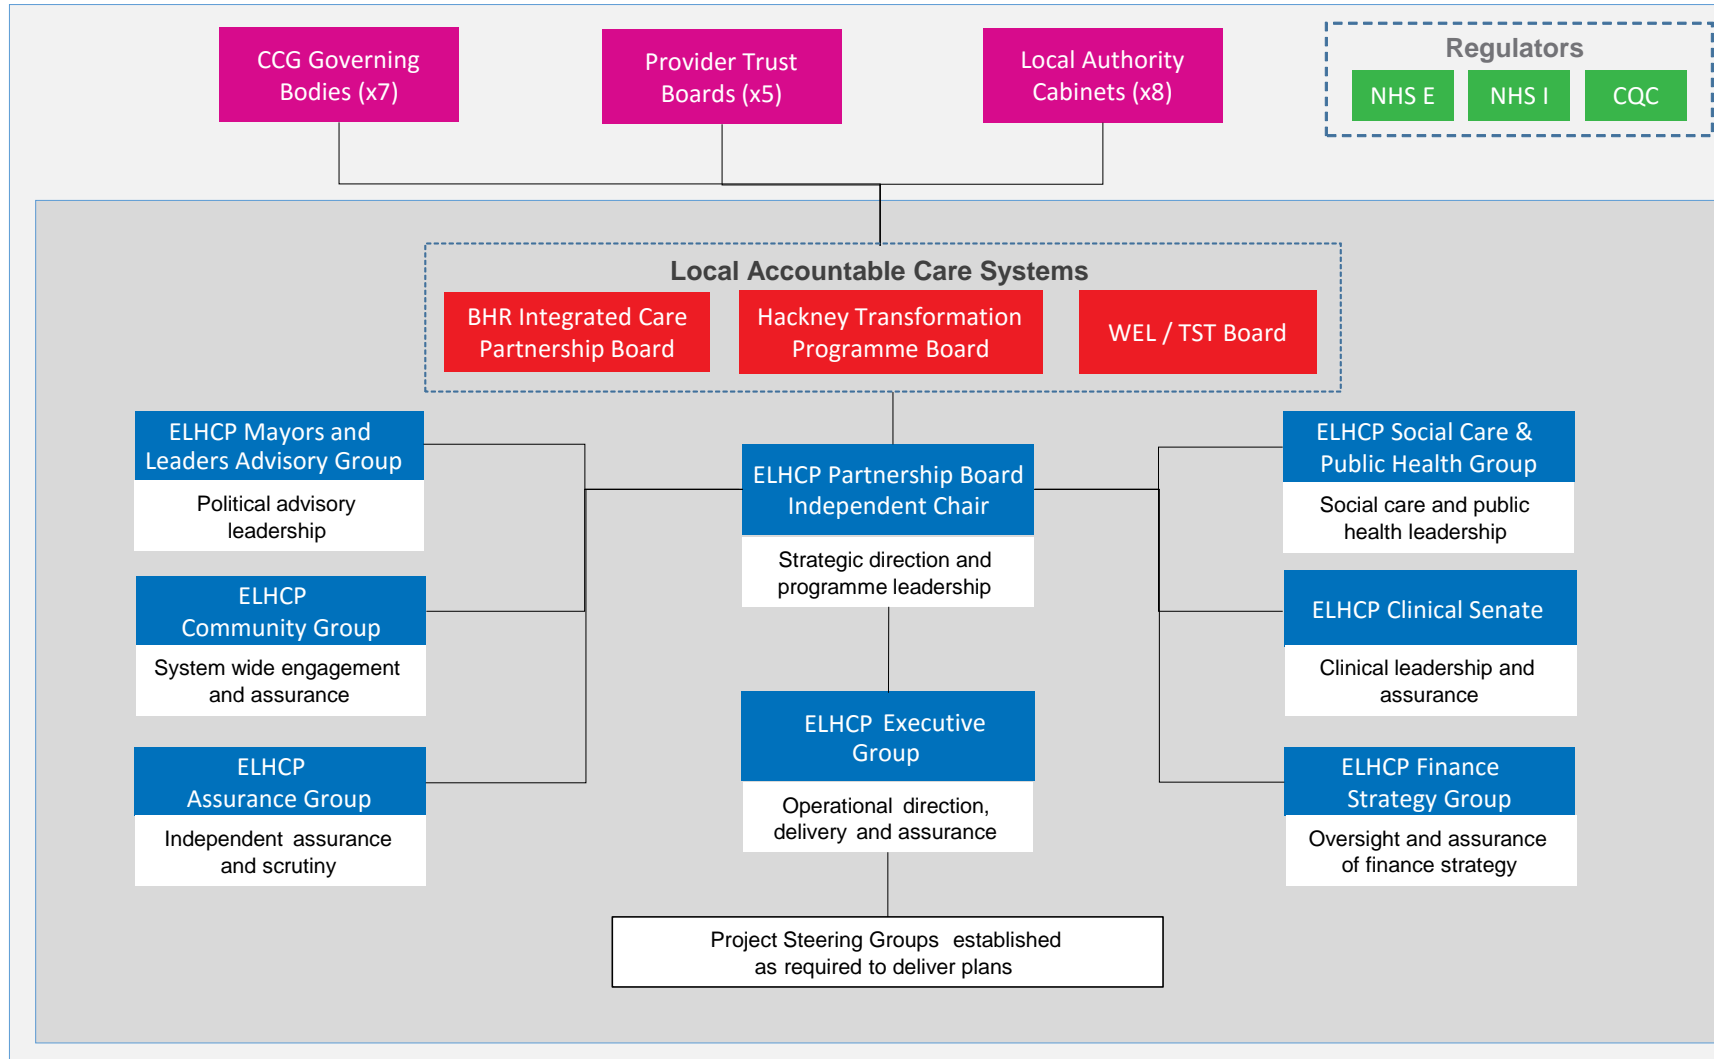 CCG Governing
Bodies (x7)
Provider Trust
Boards (x5)
Local Authority
Cabinets (x8)
Regulators
NHS E
NHS I
CQC
Local Accountable Care Systems
BHR Integrated Care
Partnership Board
Hackney Transformation
Programme Board
WEL / TST Board
ELHCP Mayors and
Leaders Advisory Group
Political advisory
leadership
ELHCP
Community Group
System wide engagement
and assurance
ELHCP
Assurance Group
Independent assurance
and scrutiny
ELHCP Partnership Board
Independent Chair
Strategic direction and
programme leadership
ELHCP Executive
Group
Operational direction,
delivery and assurance
Project Steering Groups established
as required to deliver plans
ELHCP Social Care &
Public Health Group
Social care and public
health leadership
ELHCP Clinical Senate
Clinical leadership and
assurance
ELHCP Finance
Strategy Group
Oversight and assurance
of finance strategy